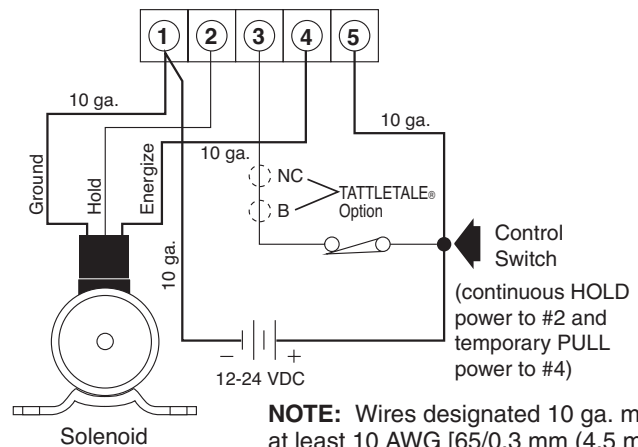 1 2 3 4 5
10 ga.
10 ga.
10 ga.
Ground
Hold
Energize
10 ga.
NC
B
TATTLETALE®
Option
Control
Switch
(continuous HOLD
power to #2 and
temporary PULL
power to #4)
– +
12-24 VDC
Solenoid
NOTE: Wires designated 10 ga. m
at least 10 AWG [65/0.3 mm (4.5 m